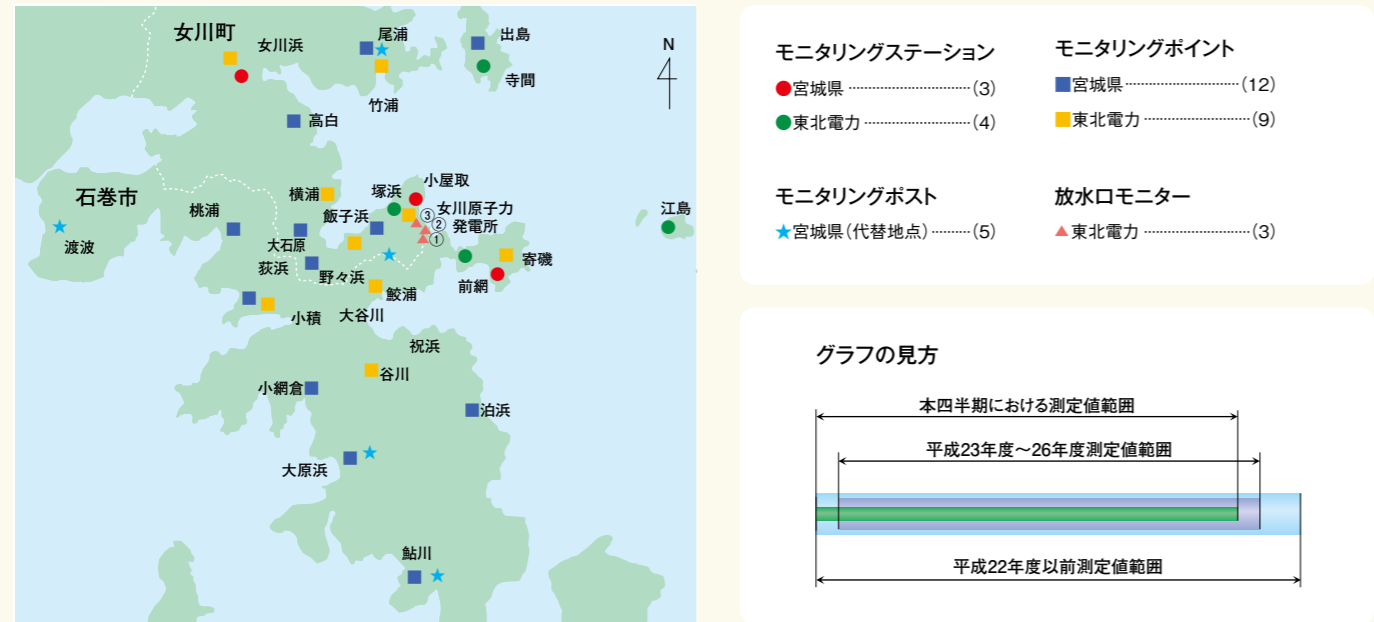 女川町
女川浜
尾浦
出島
N
寺間
竹浦
高白
石巻市
桃浦
渡波
横浦
塚浜
小屋取
飯子浜
③
女川原子力
発電所
②
①
江島
大石原
荻浜
野々浜
寄磯
前網
鮫浦
小積
大谷川
祝浜
谷川
小網倉
泊浜
大原浜
鮎川
モニタリングステーション
宮城県 ……………………(3)
東北電力 …………………(4)
モニタリングポイント
宮城県 …………………(12)
東北電力 ………………(9)
モニタリングポスト
宮城県(代替地点) ………(5)
放水口モニター
東北電力 ………………(3)
グラフの見方
本四半期における測定値範囲
平成23年度～26年度測定値範囲
平成22年度以前測定値範囲